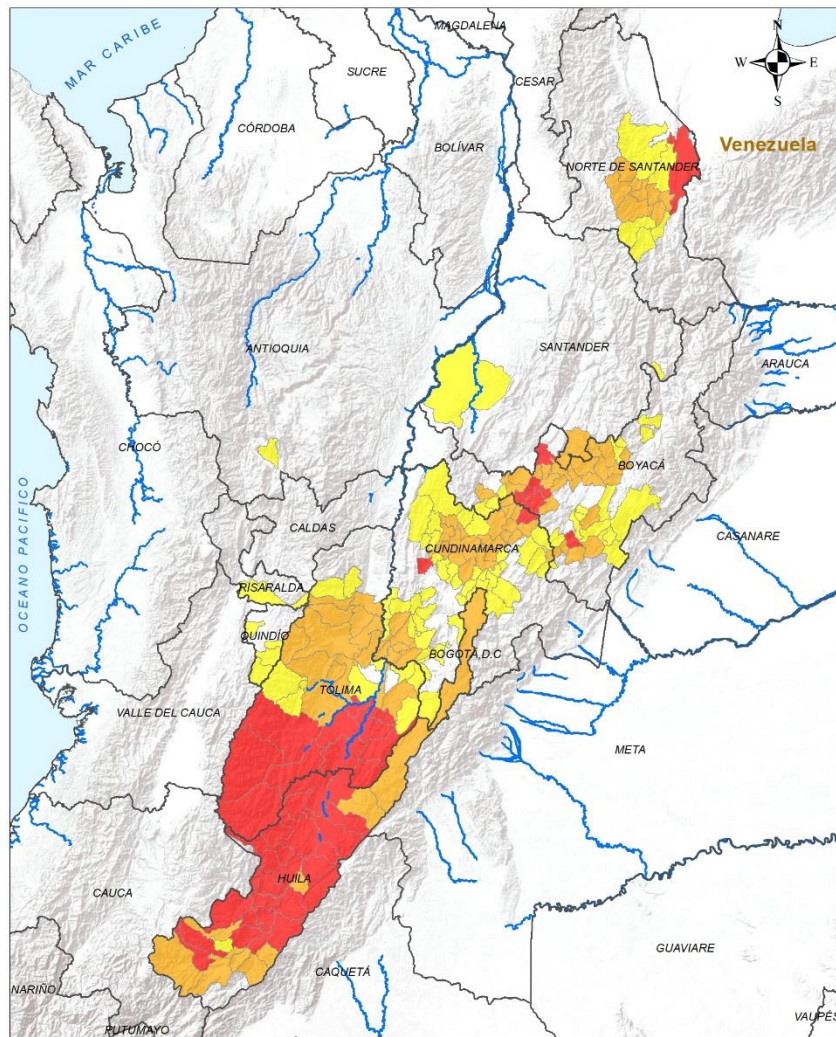 MAGDALENA
MAR CARIBE
N
W E
S
SUCRE
CESAR
CÓRDOBA
BOLÍVAR
Venezuela
NORTE DE SANTANDER
ANTIOQUIA
SANTANDER
ARAUCA
CHOCÓ
BOYACÁ
OCEANO PACIFICO
CALDAS
CASANARE
CUNDINAMARCA
RISARALDA
QUINDÍO
BOGOTÁ,D.C
TOLIMA
VALLE DEL CAUCA
META
HUILA
CAUCA
GUAVIARE
CAQUETÁ
NARIÑO
VAUPÉS
PUTUMAYO